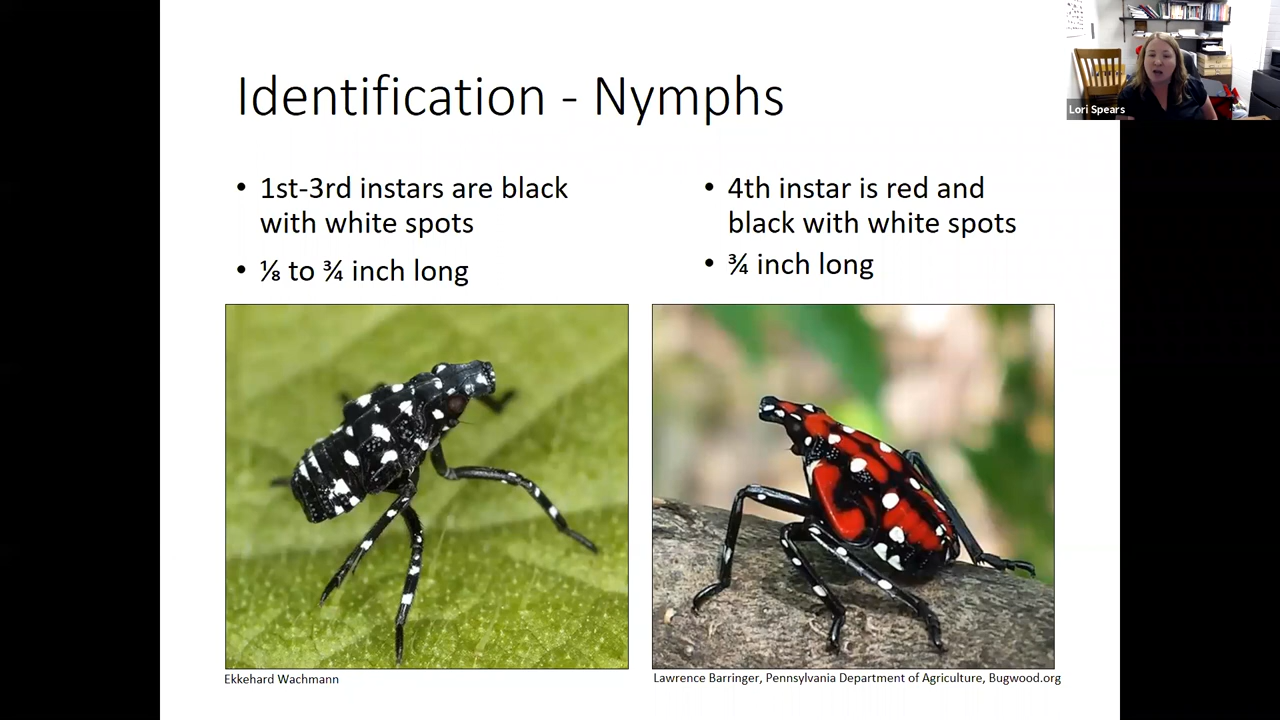 Identification - Nymphs
• 1st-3rd instars are black
with white spots
• ⅛ to ¾ inch long
• 4th instar is red and
black with white spots
• ¾ inch long
Ekkehard Wachmann
Lawrence Barringer, Pennsylvania Department of Agriculture, Bugwood.org
Lori Spears